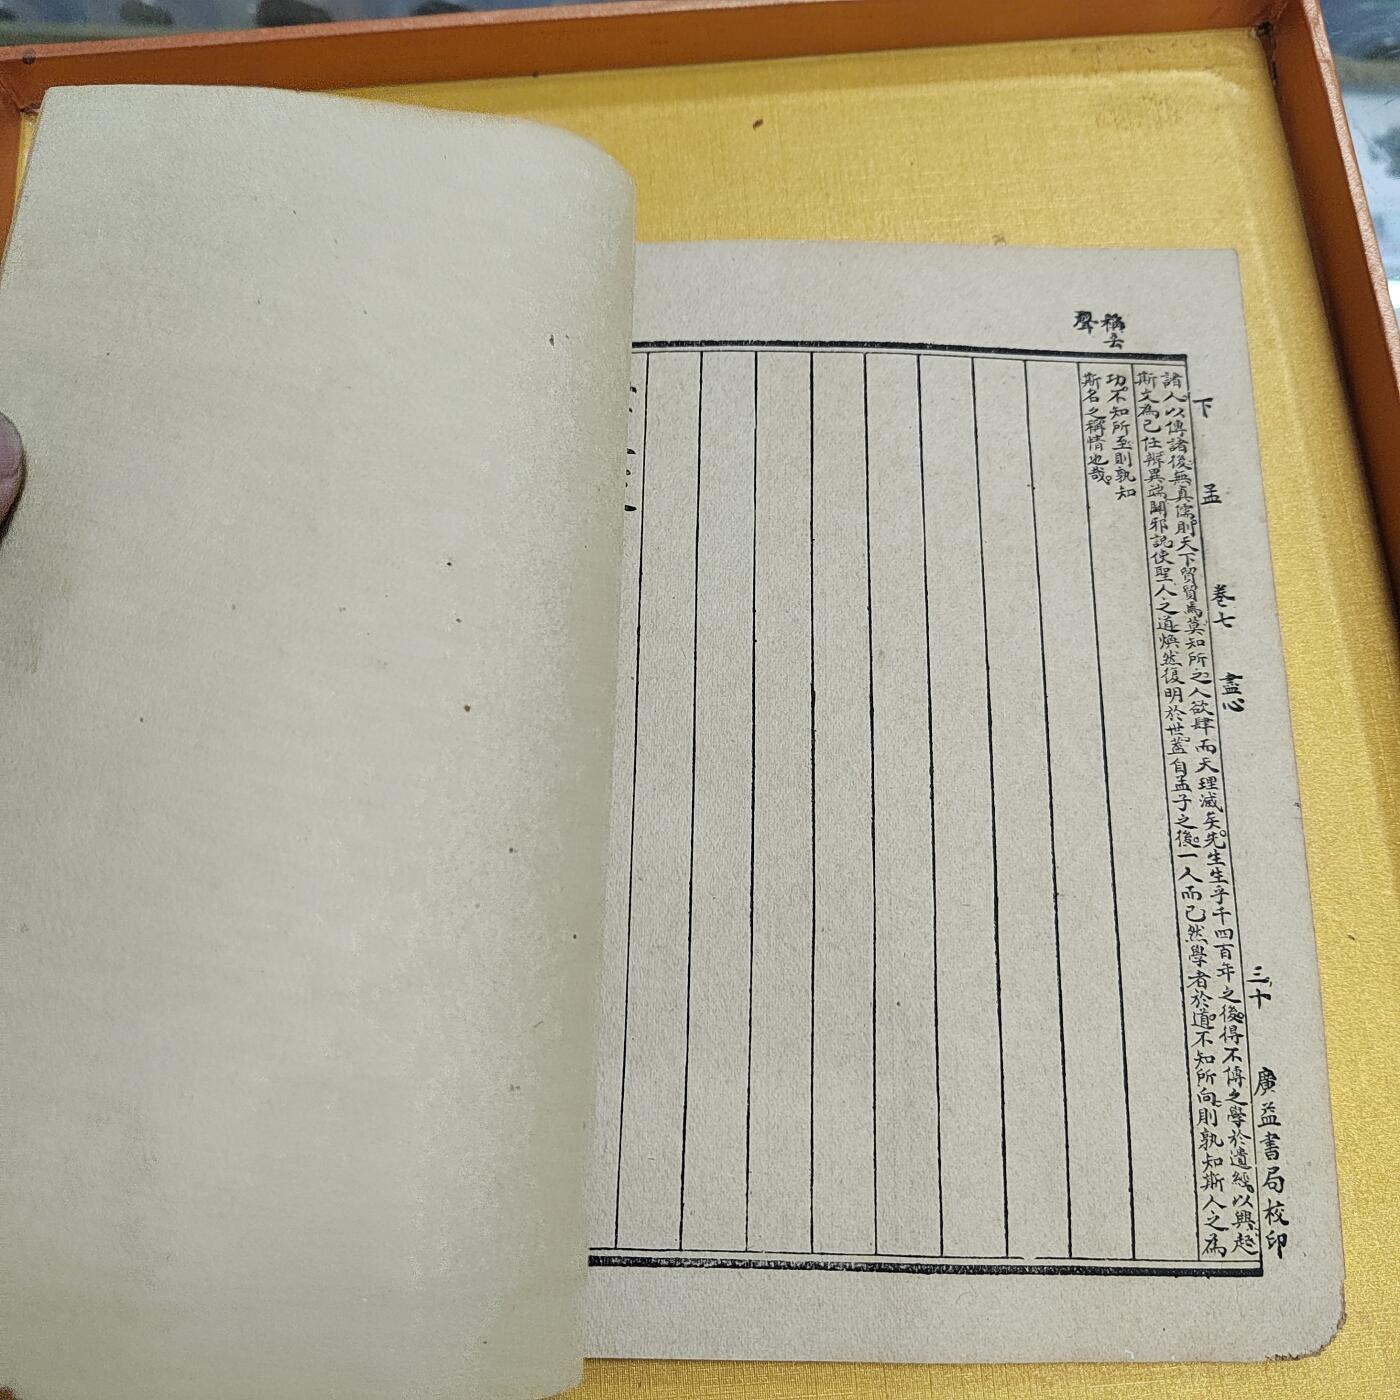 下 孟 卷七 盡心 三十 廣益書局校印
稱去
聲
諸人以傳諸後無真儒則天下貿貿焉莫知所之人欲肆而天理滅矣先生生乎千四百年之後得不傳之學於遺經以興起
斯文為己任辨異端闢邪說使聖人之道煥然復明於世蓋自孟子之後一人而已然學者於道不知所向則孰知斯人之為
功不知所至則孰知
斯名之稱情也哉